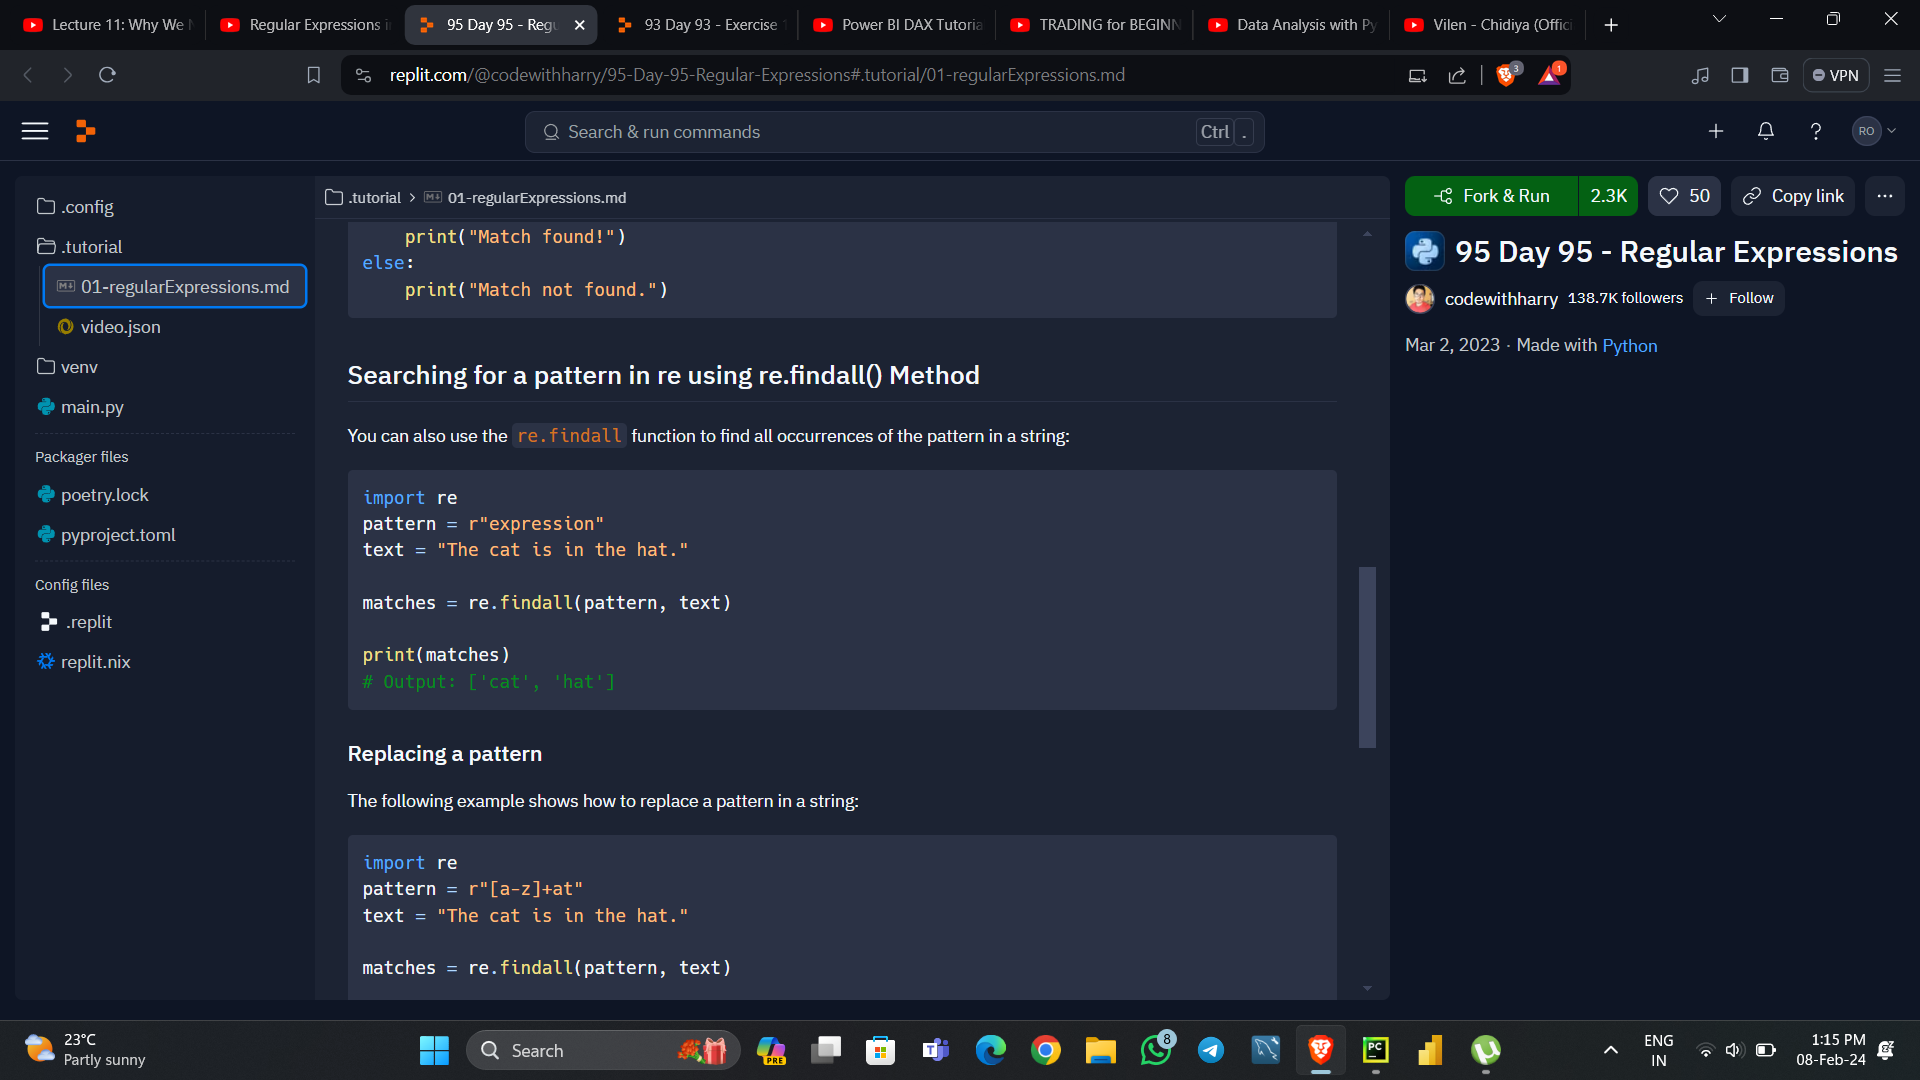 Lecture 11: Why We N
Regular Expressions i
95 Day 95 - Regu
93 Day 93 - Exercise
Power BI DAX Tutoria
TRADING for BEGINN
Data Analysis with Py
Vilen - Chidiya (Offic
replit.com/@codewithharry/95-Day-95-Regular-Expressions#.tutorial/01-regularExpressions.md
3
1
VPN
Search & run commands
Ctrl .
RO
.config
.tutorial
01-regularExpressions.md
video.json
venv
main.py
Packager files
poetry.lock
pyproject.toml
Config files
.replit
replit.nix
.tutorial > 01-regularExpressions.md
print("Match found!")
else:
print("Match not found.")
Searching for a pattern in re using re.findall() Method
You can also use the re.findall function to find all occurrences of the pattern in a string:
import re
pattern = r"expression"
text = "The cat is in the hat."
matches = re.findall(pattern, text)
print(matches)
# Output: ['cat', 'hat']
Replacing a pattern
The following example shows how to replace a pattern in a string:
import re
pattern = r"[a-z]+at"
text = "The cat is in the hat."
matches = re.findall(pattern, text)
Fork & Run 2.3K
50
Copy link
95 Day 95 - Regular Expressions
codewithharry 138.7K followers + Follow
Mar 2, 2023 · Made with Python
23°C
Partly sunny
Search
PRE
8
PC
ENG
IN
1:15 PM
08-Feb-24